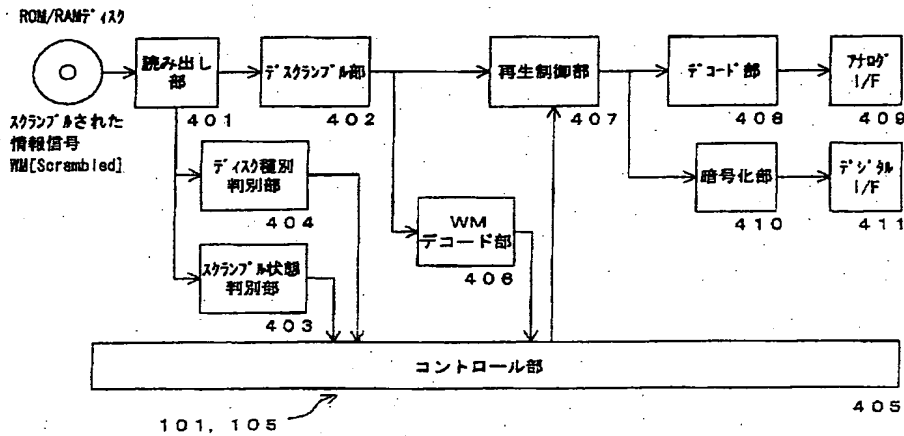 ROM/RAMディスク
読み出し
部
401
デスクランブル部
402
再生制御部
407
デコード部
408
アナログ
I/F
409
スクランブルされた
情報信号
WM[Scrambled]
ディスク種別
判別部
404
WM
デコード部
406
暗号化部
410
デジタル
I/F
411
スクランブル状態
判別部
403
コントロール部
405
101, 105